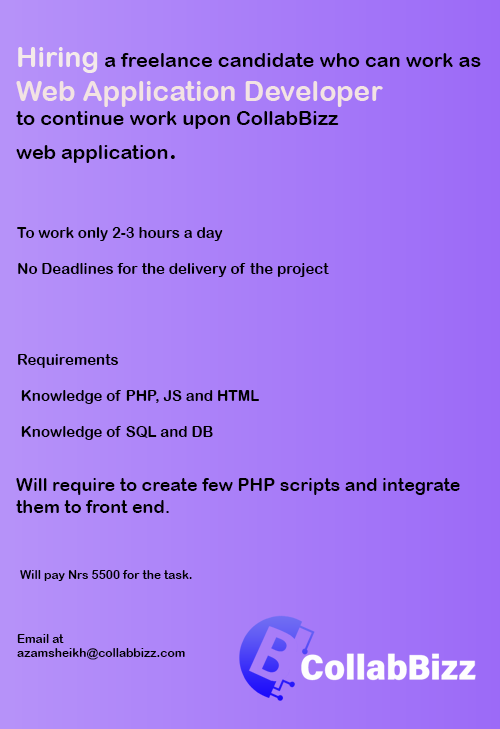 Hiring a freelance candidate who can work as
Web Application Developer
to continue work upon CollabBizz
web application.
To work only 2-3 hours a day
No Deadlines for the delivery of the project
Requirements
Knowledge of PHP, JS and HTML
Knowledge of SQL and DB
Will require to create few PHP scripts and integrate
them to front end.
Will pay Nrs 5500 for the task.
Email at
azamsheikh@collabbizz.com
B
CollabBizz